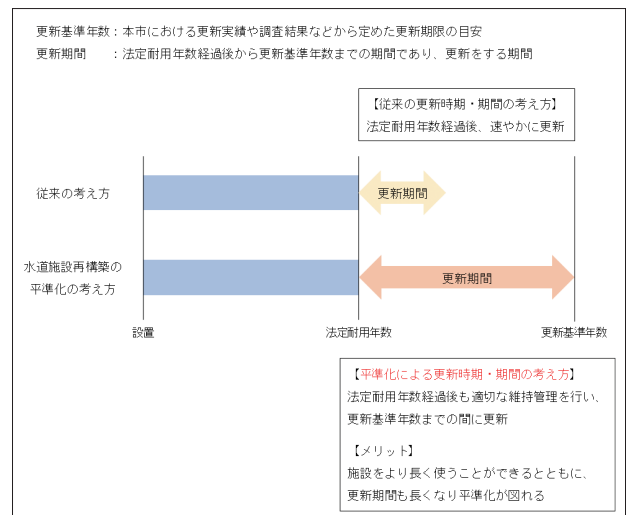 更新基準年数：本市における更新実績や調査結果などから定めた更新期限の目安
更新期間　　：法定耐用年数経過後から更新基準年数までの期間であり、更新をする期間
【従来の更新時期・期間の考え方】
法定耐用年数経過後、速やかに更新
従来の考え方
更新期間
水道施設再構築の
平準化の考え方
更新期間
設置
法定耐用年数
更新基準年数
【平準化による更新時期・期間の考え方】
法定耐用年数経過後も適切な維持管理を行い、
更新基準年数までの間に更新
【メリット】
施設をより長く使うことができるとともに、
更新期間も長くなり平準化が図れる